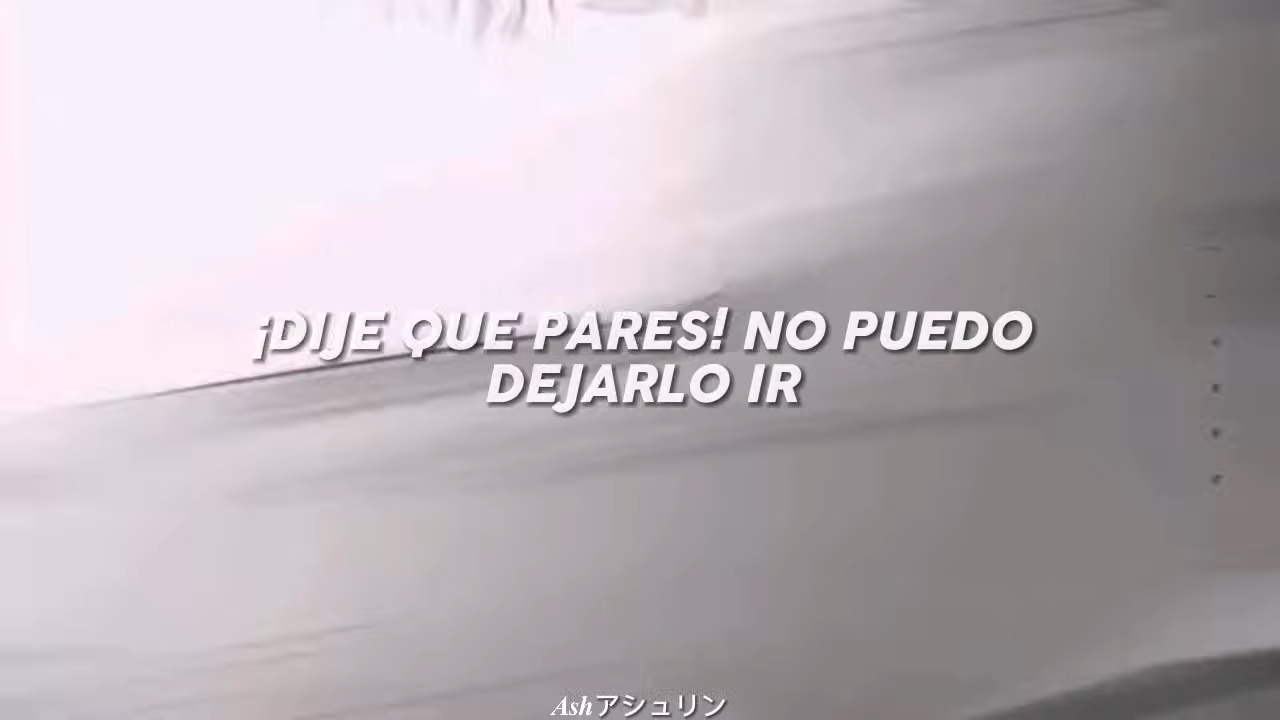 ¡DIJE QUE PARES! NO PUEDO
DEJARLO IR
Ashアシュリン